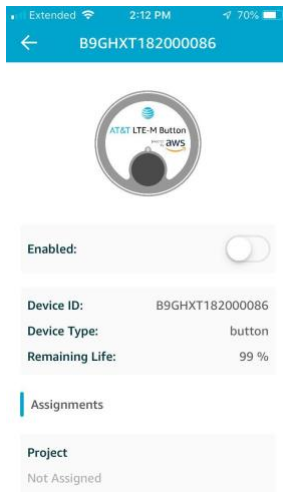 Extended 2:12 PM 70%
B9GHXT182000086
AT&T LTE-M Button
aws
Enabled:
Device ID: B9GHXT182000086
Device Type: button
Remaining Life: 99 %
Assignments
Project
Not Assigned